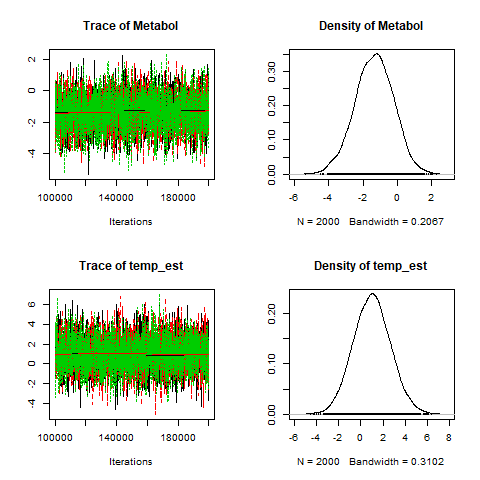 Trace of Metabol
2
0
-2
-4
100000 140000 180000
Iterations
Density of Metabol
0.30
0.20
0.10
0.00
-6 -4 -2 0 2
N = 2000 Bandwidth = 0.2067
Trace of temp_est
6
4
2
0
-2
-4
100000 140000 180000
Iterations
Density of temp_est
0.20
0.10
0.00
-6 -4 -2 0 2 4 6 8
N = 2000 Bandwidth = 0.3102